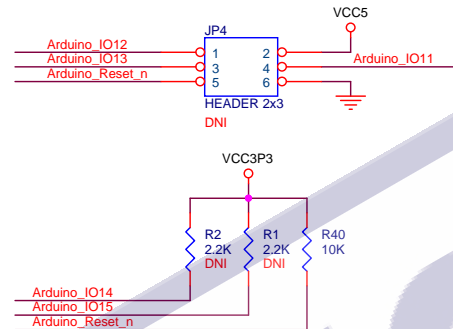 VCC5
JP4
Arduino_IO12
1
2
Arduino_IO13
3
4
Arduino_IO11
Arduino_Reset_n
5
6
HEADER 2x3
DNI
VCC3P3
R2
R1
R40
2.2K
2.2K
10K
DNI
DNI
Arduino_IO14
Arduino_IO15
Arduino_Reset_n